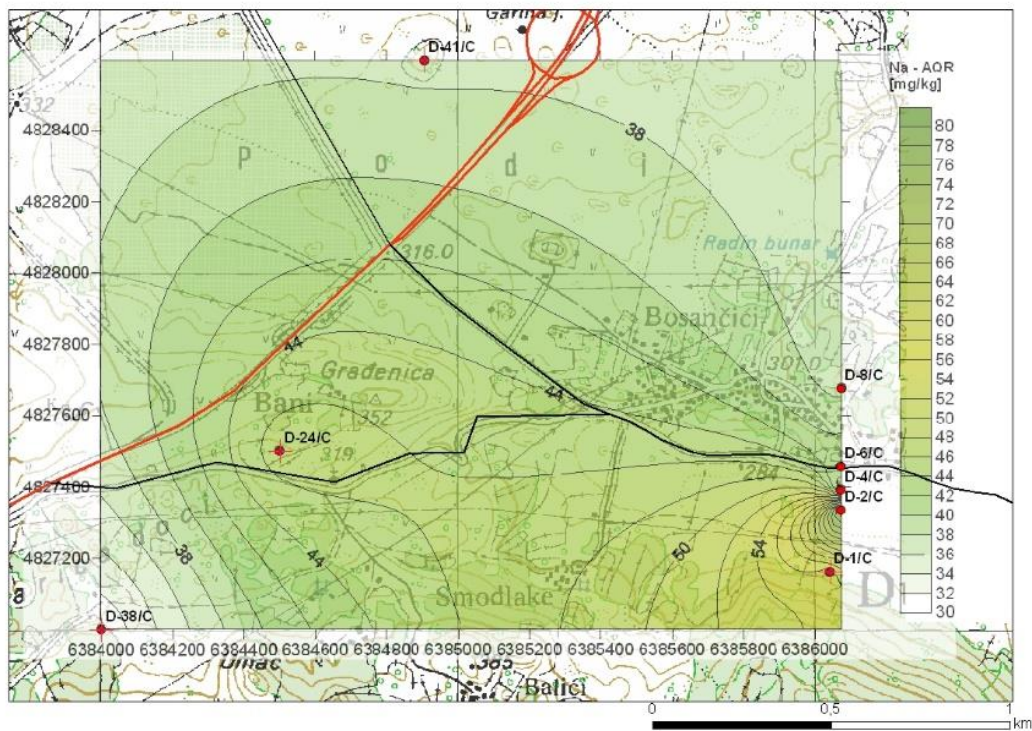 Garina j.
D-41/C
Na - AQR
[mg/kg]
332
4828400
38
80
78
76
74
72
70
68
66
64
62
60
58
56
54
52
50
48
46
44
42
40
38
36
34
32
30
P o d i
4828200
316.0
Radin bunar
4828000
Bosančići
301.0
4827800
44
Građenica
D-8/C
44
Bani
352
4827600
D-24/C
319
D-6/C
284
D-4/C
4827400
D-2/C
d o l
38
44
50
54
4827200
D-1/C
Smodlake
D
D-38/C
6384000 6384200 6384400 6384600 6384800 6385000 6385200 6385400 6385600 6385800 6386000
Umac
385
Balići
0 0,5 1
km